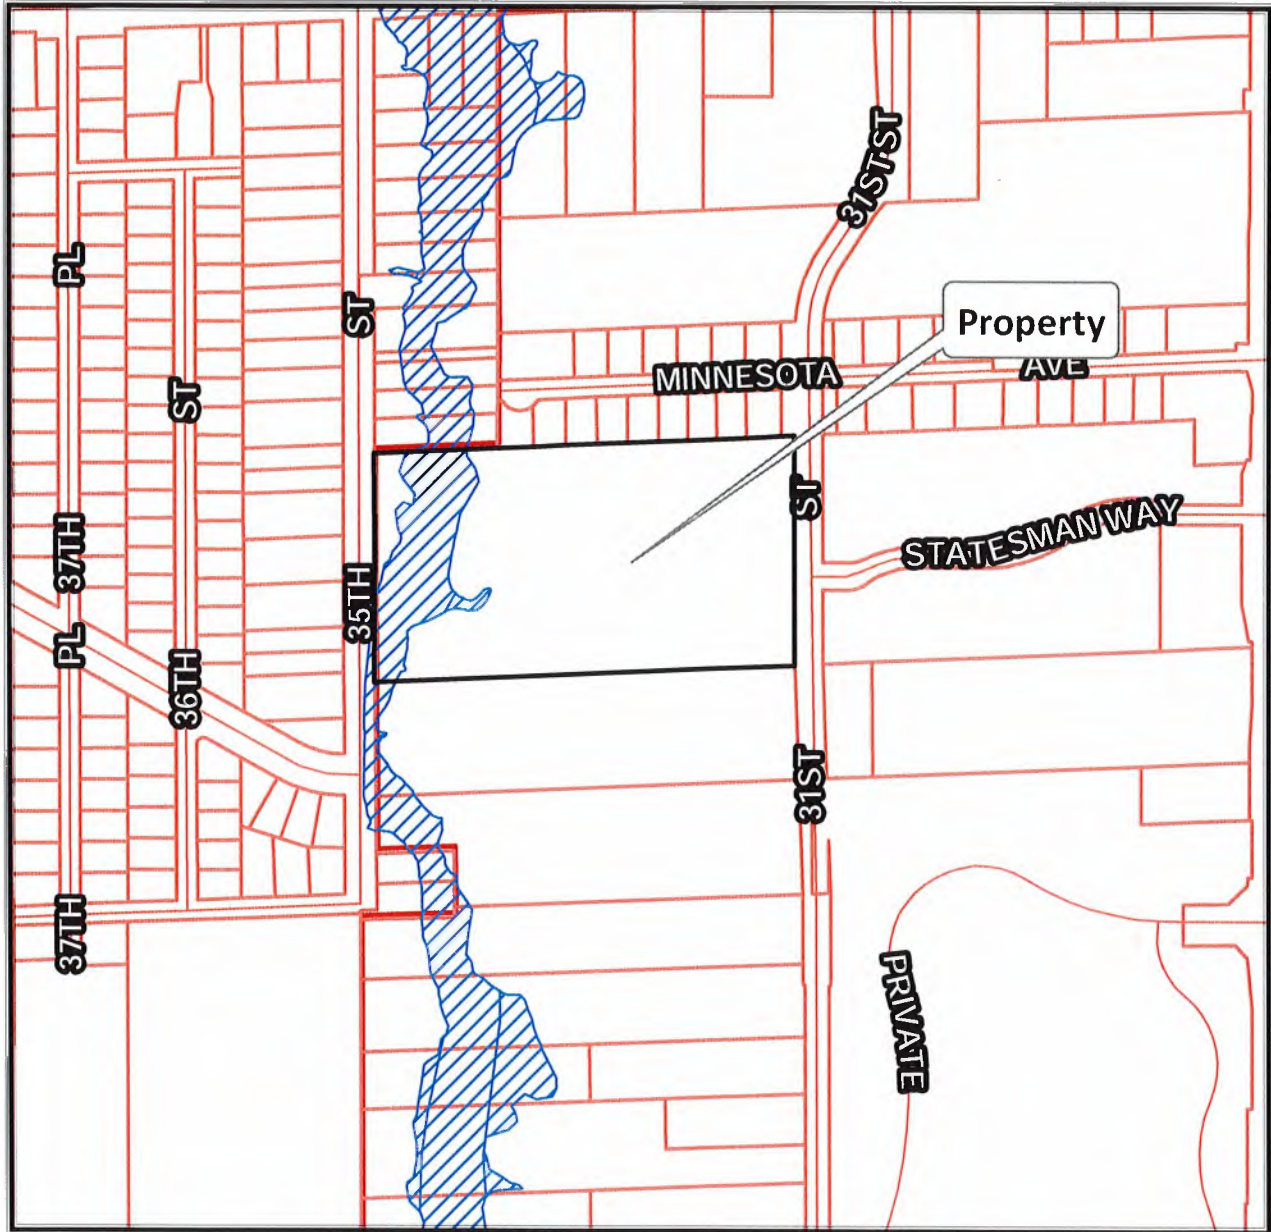 31ST ST
PL
ST
Property
MINNESOTA
AVE
ST
ST
STATESMAN WAY
37TH
35TH
PL
36TH
31ST
37TH
PRIVATE